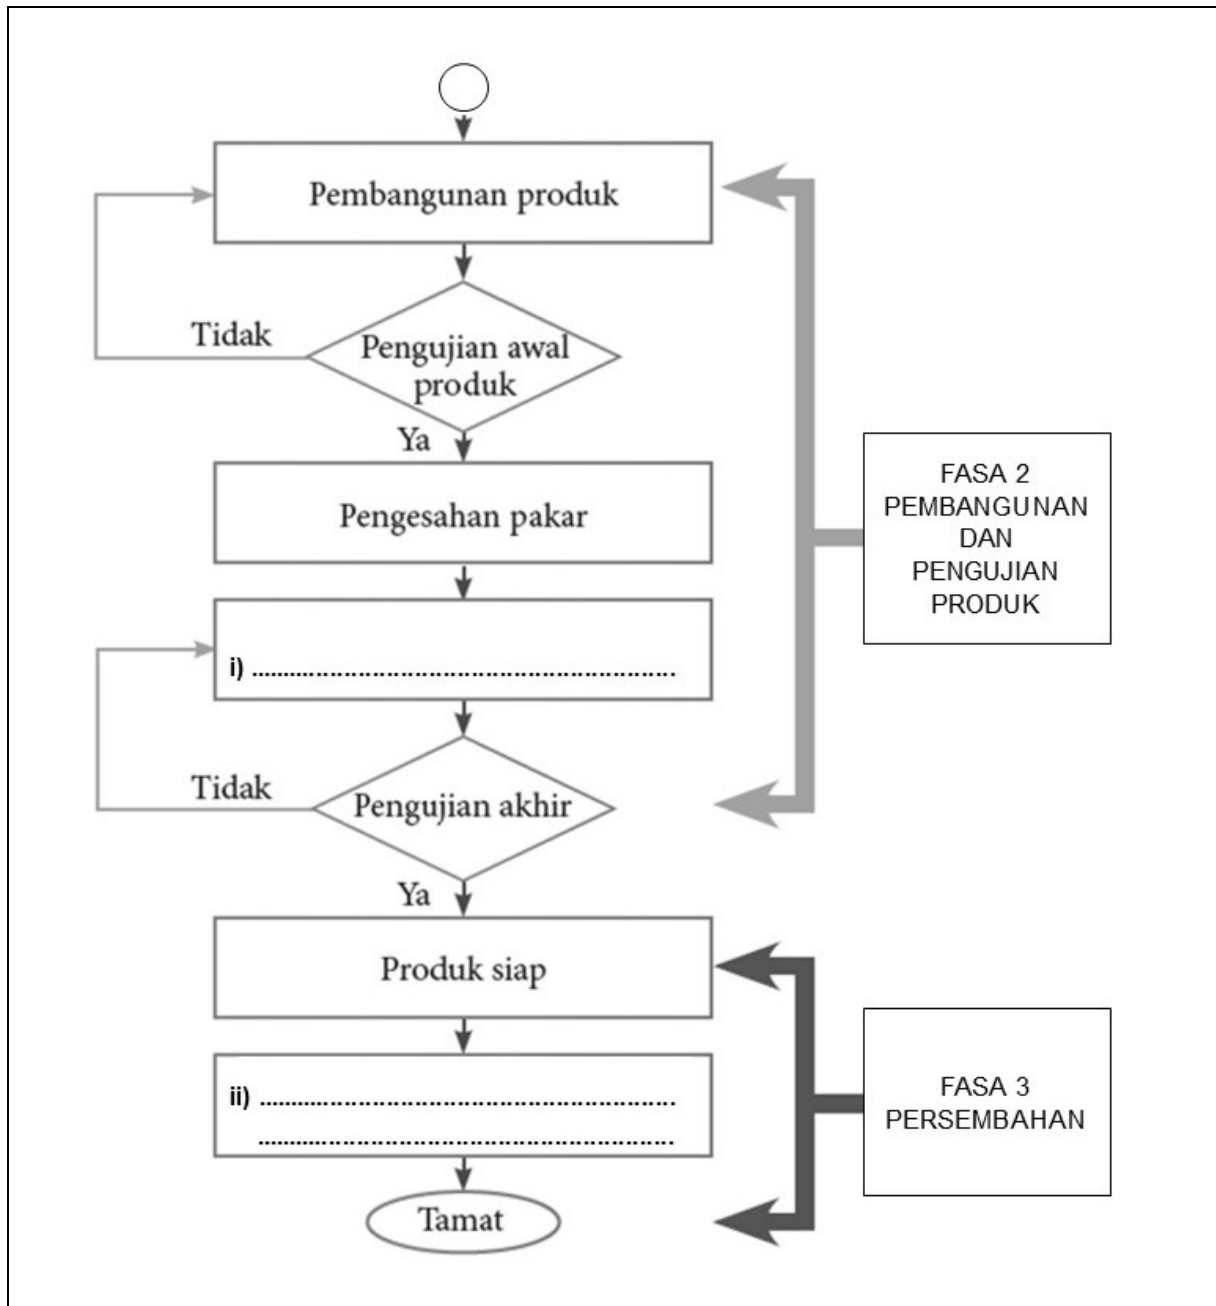 Pembangunan produk
Tidak
Pengujian awal
produk
Ya
Pengesahan pakar
FASA 2
PEMBANGUNAN
DAN
PENGUJIAN
PRODUK
i) ............................................................
Tidak
Pengujian akhir
Ya
Produk siap
ii) ...........................................................
...........................................................
FASA 3
PERSEMBAHAN
Tamat